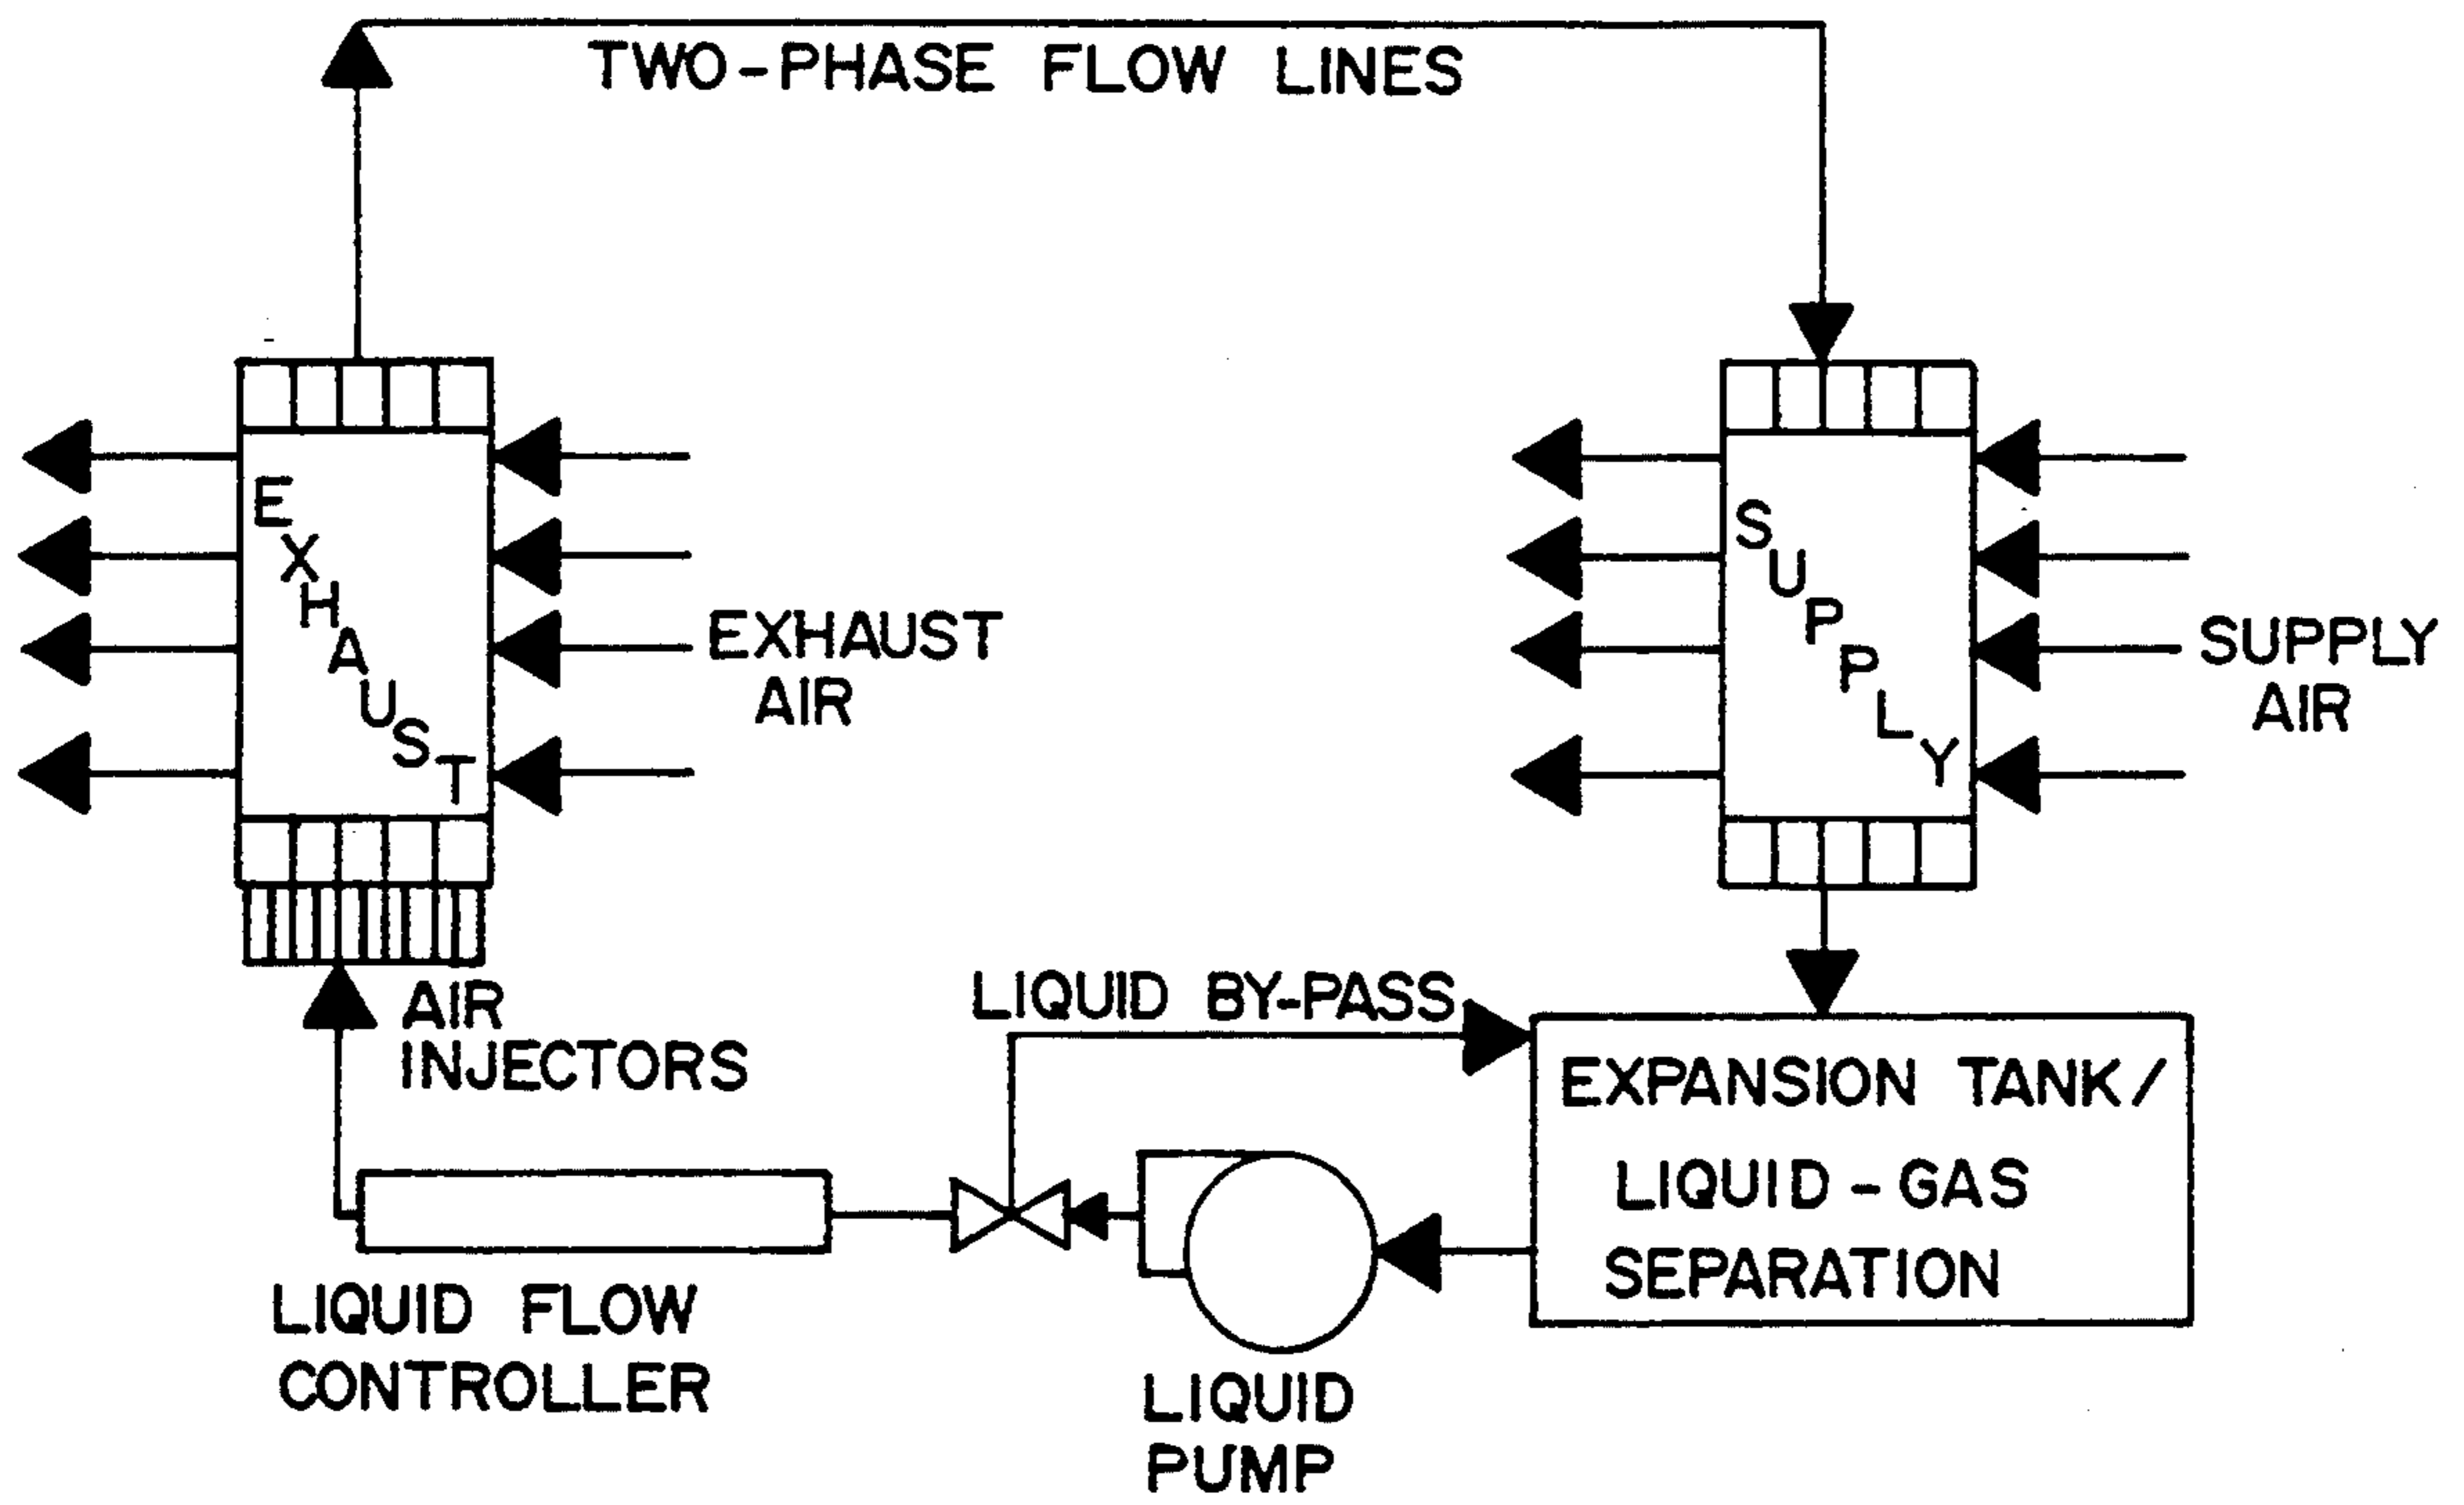 TWO-PHASE FLOW LINES
EXHAUST
EXHAUST
AIR
SUPPLY
SUPPLY
AIR
AIR
INJECTORS
LIQUID BY-PASS
EXPANSION TANK/
LIQUID-GAS
SEPARATION
LIQUID FLOW
CONTROLLER
LIQUID
PUMP